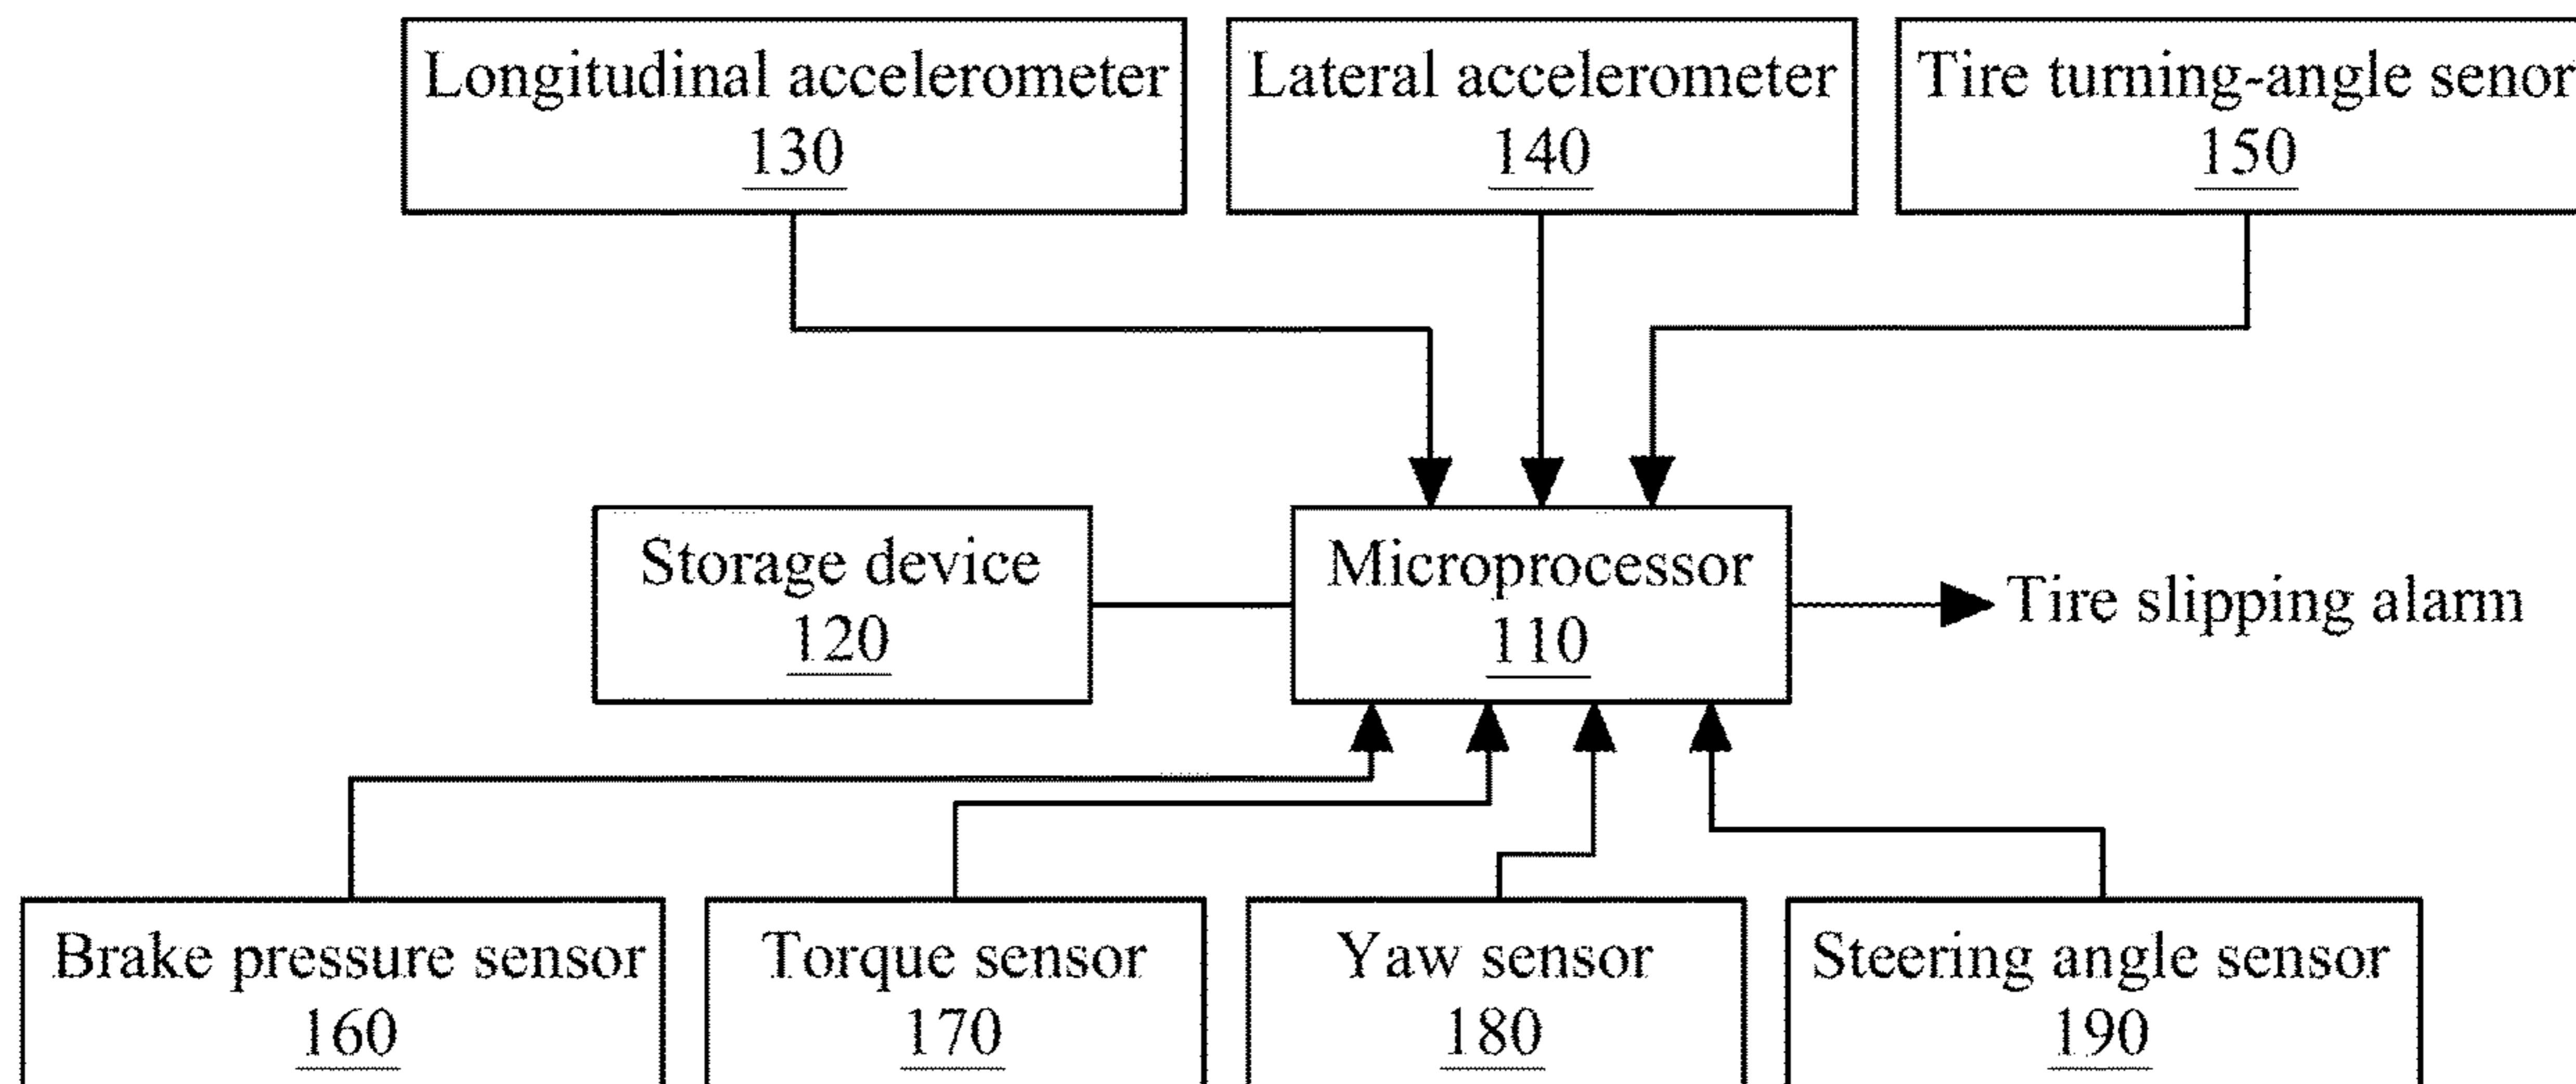 Longitudinal accelerometer
130
Lateral accelerometer
140
Tire turning-angle senor
150
Storage device
120
Microprocessor
110
Tire slipping alarm
Brake pressure sensor
160
Torque sensor
170
Yaw sensor
180
Steering angle sensor
190